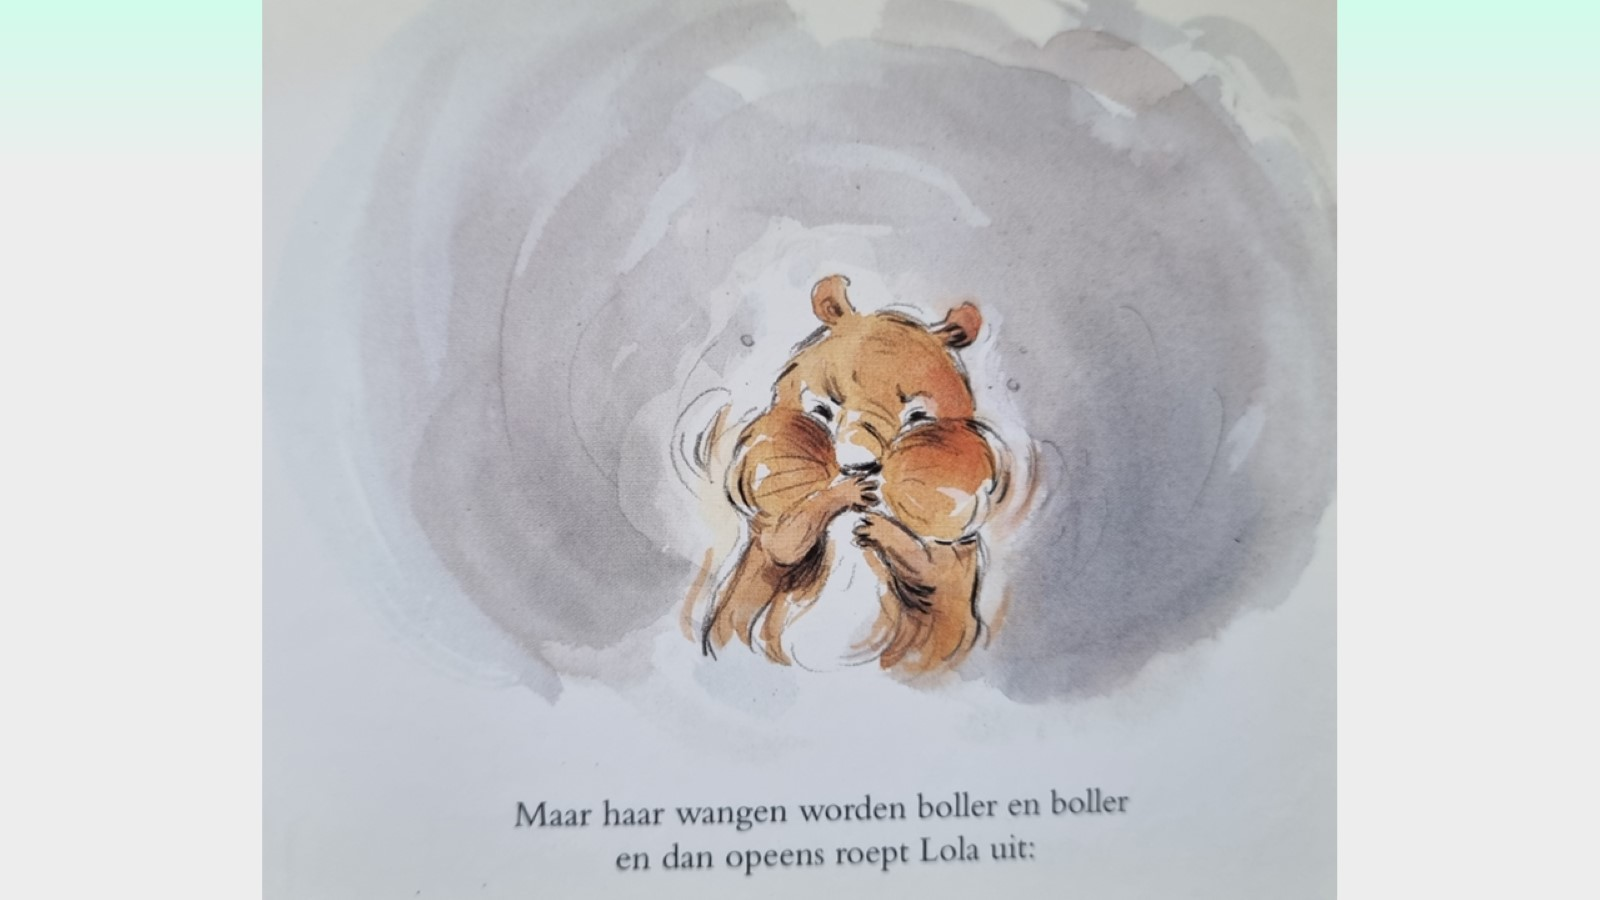 Maar haar wangen worden boller en boller
en dan opeens roept Lola uit: